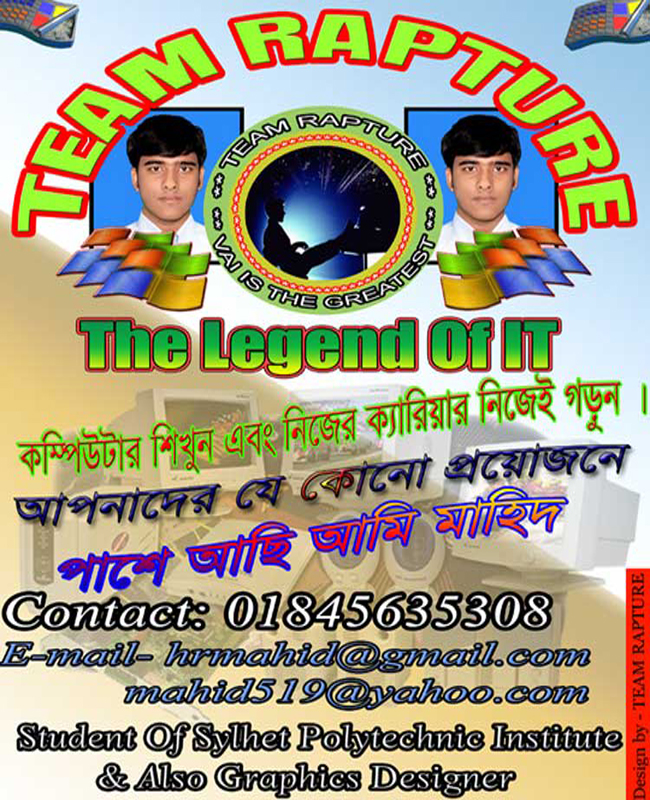 TEAM RAPTURE
TEAM RAPTURE
VAI IS THE GREATEST
The Legend Of IT
কম্পিউটার শিখুন এবং নিজের ক্যারিয়ার নিজেই গড়ুন ।
আপনাদের যে কোনো প্রয়োজনে
পাশে আছি আমি মাহিদ
Contact: 01845635308
E-mail- hrmahid@gmail.com
mahid519@yahoo.com
Student Of Sylhet Polytechnic Institute
& Also Graphics Designer
Design by - TEAM RAPTURE